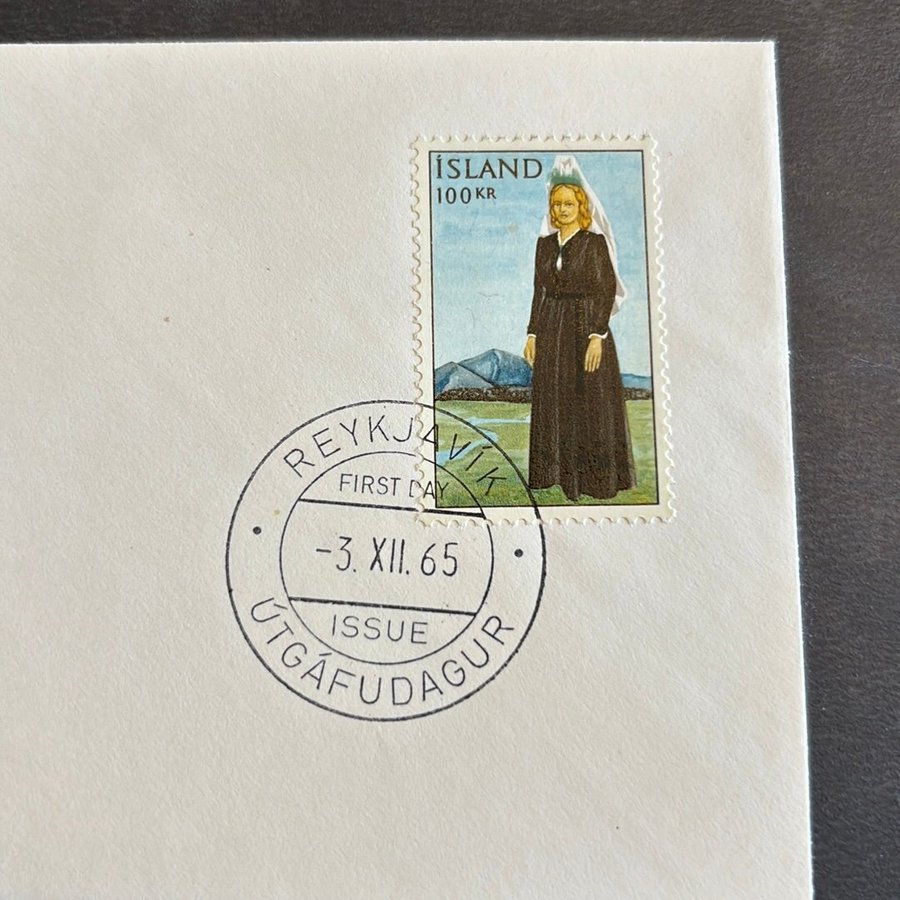 ÍSLAND
100 KR
REYKJAVÍK
FIRST DAY
-3. XII. 65
ISSUE
ÚTGÁFUDAGUR